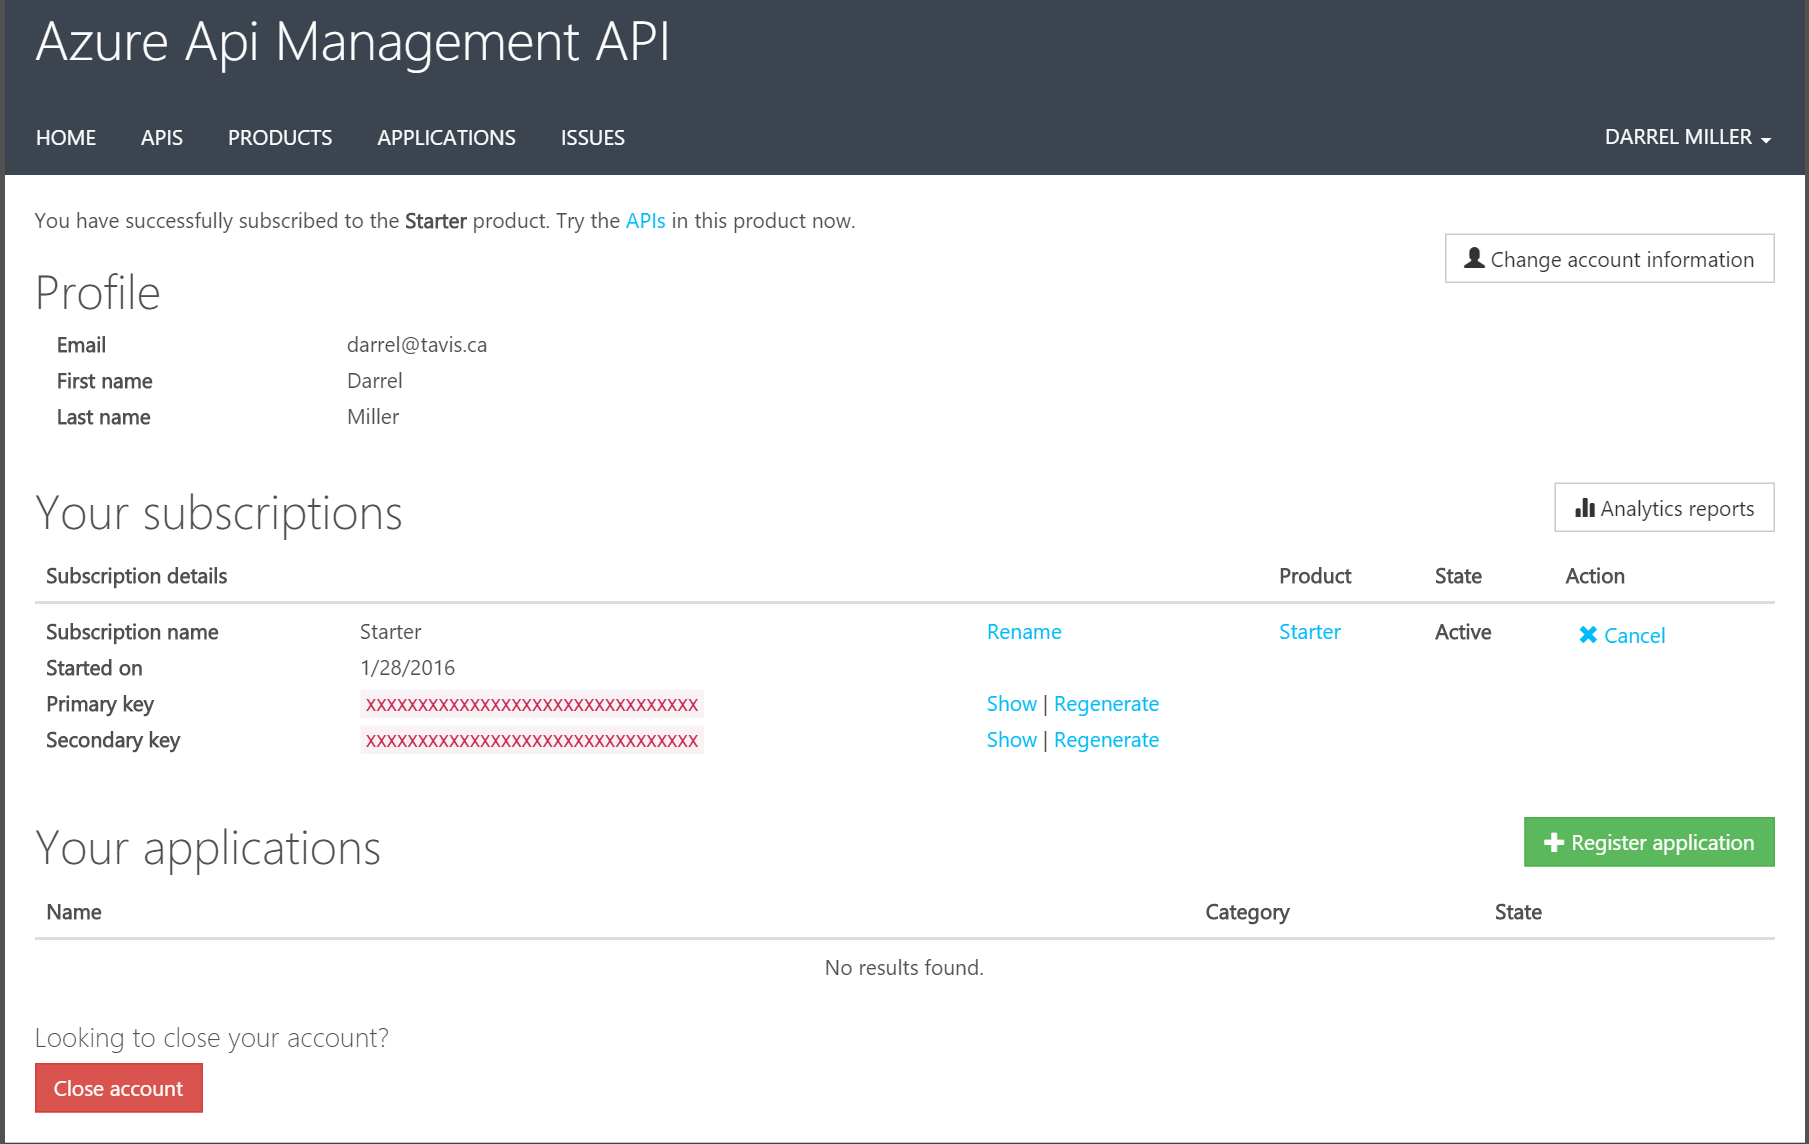 Azure Api Management API
HOME APIS PRODUCTS APPLICATIONS ISSUES DARREL MILLER
You have successfully subscribed to the Starter product. Try the APIs in this product now.
Change account information
Profile
Email darrel@tavis.ca
First name Darrel
Last name Miller
Your subscriptions
Analytics reports
Subscription details Product State Action
Subscription name Starter Rename Starter Active Cancel
Started on 1/28/2016
Primary key XXXXXXXXXXXXXXXXXXXXXXXXXXXXXXXX Show | Regenerate
Secondary key XXXXXXXXXXXXXXXXXXXXXXXXXXXXXXXX Show | Regenerate
Your applications
Register application
Name Category State
No results found.
Looking to close your account?
Close account